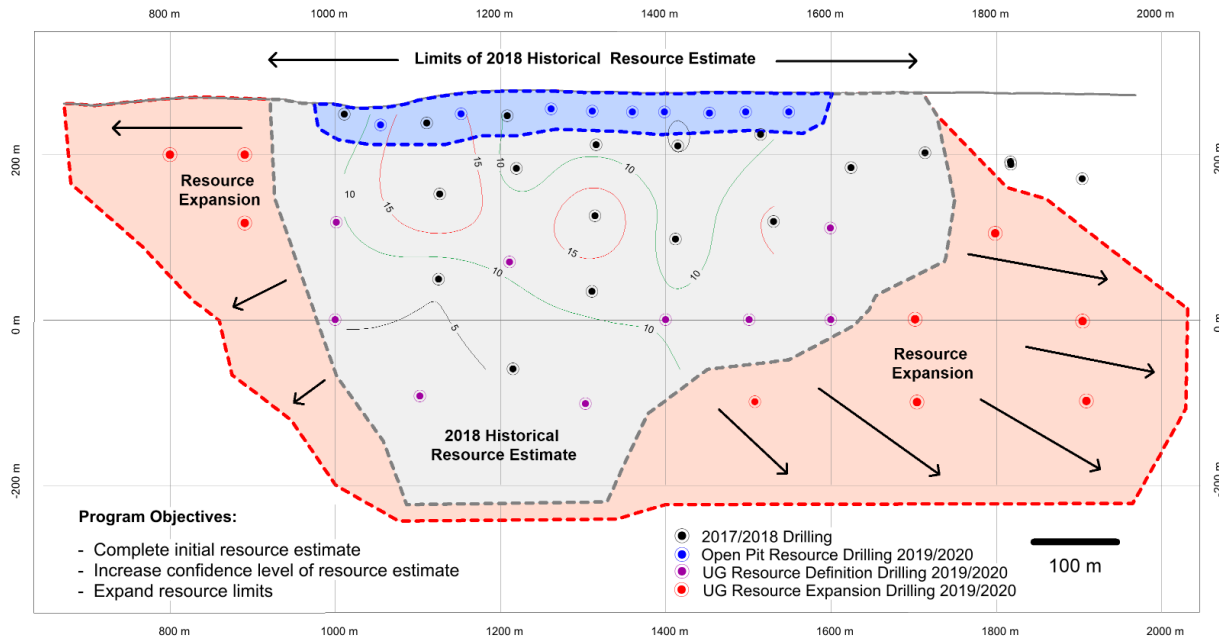 800 m 1000 m 1200 m 1400 m 1600 m 1800 m 2000 m
Limits of 2018 Historical Resource Estimate
200 m
200 m
Resource
Expansion
10
15
15
10
10
15
15
10
10
5
10
0 m
0 m
Resource
Expansion
2018 Historical
Resource Estimate
-2000 m
-2000 m
Program Objectives:
- Complete initial resource estimate
- Increase confidence level of resource estimate
- Expand resource limits
2017/2018 Drilling
Open Pit Resource Drilling 2019/2020
UG Resource Definition Drilling 2019/2020
UG Resource Expansion Drilling 2019/2020
100 m
800 m 1000 m 1200 m 1400 m 1600 m 1800 m 2000 m